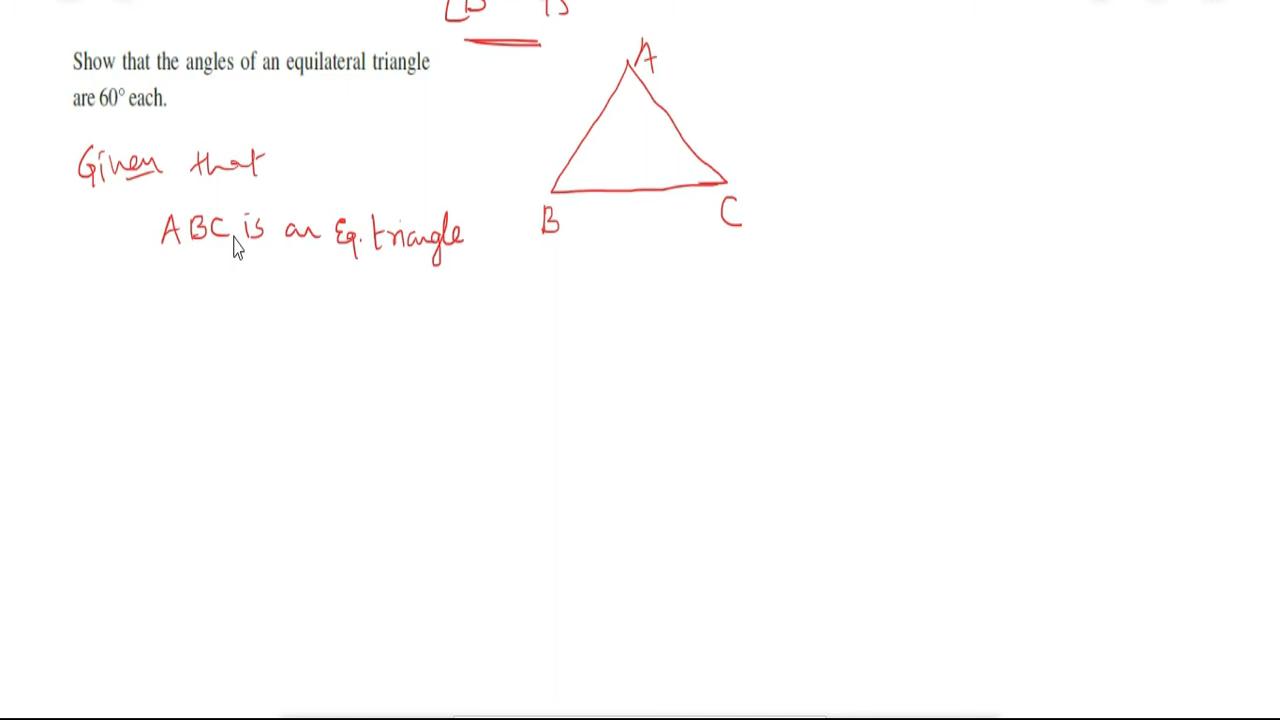 Show that the angles of an equilateral triangle
are 60° each.
A
Given that
ABC is an Eq. triangle
B
C